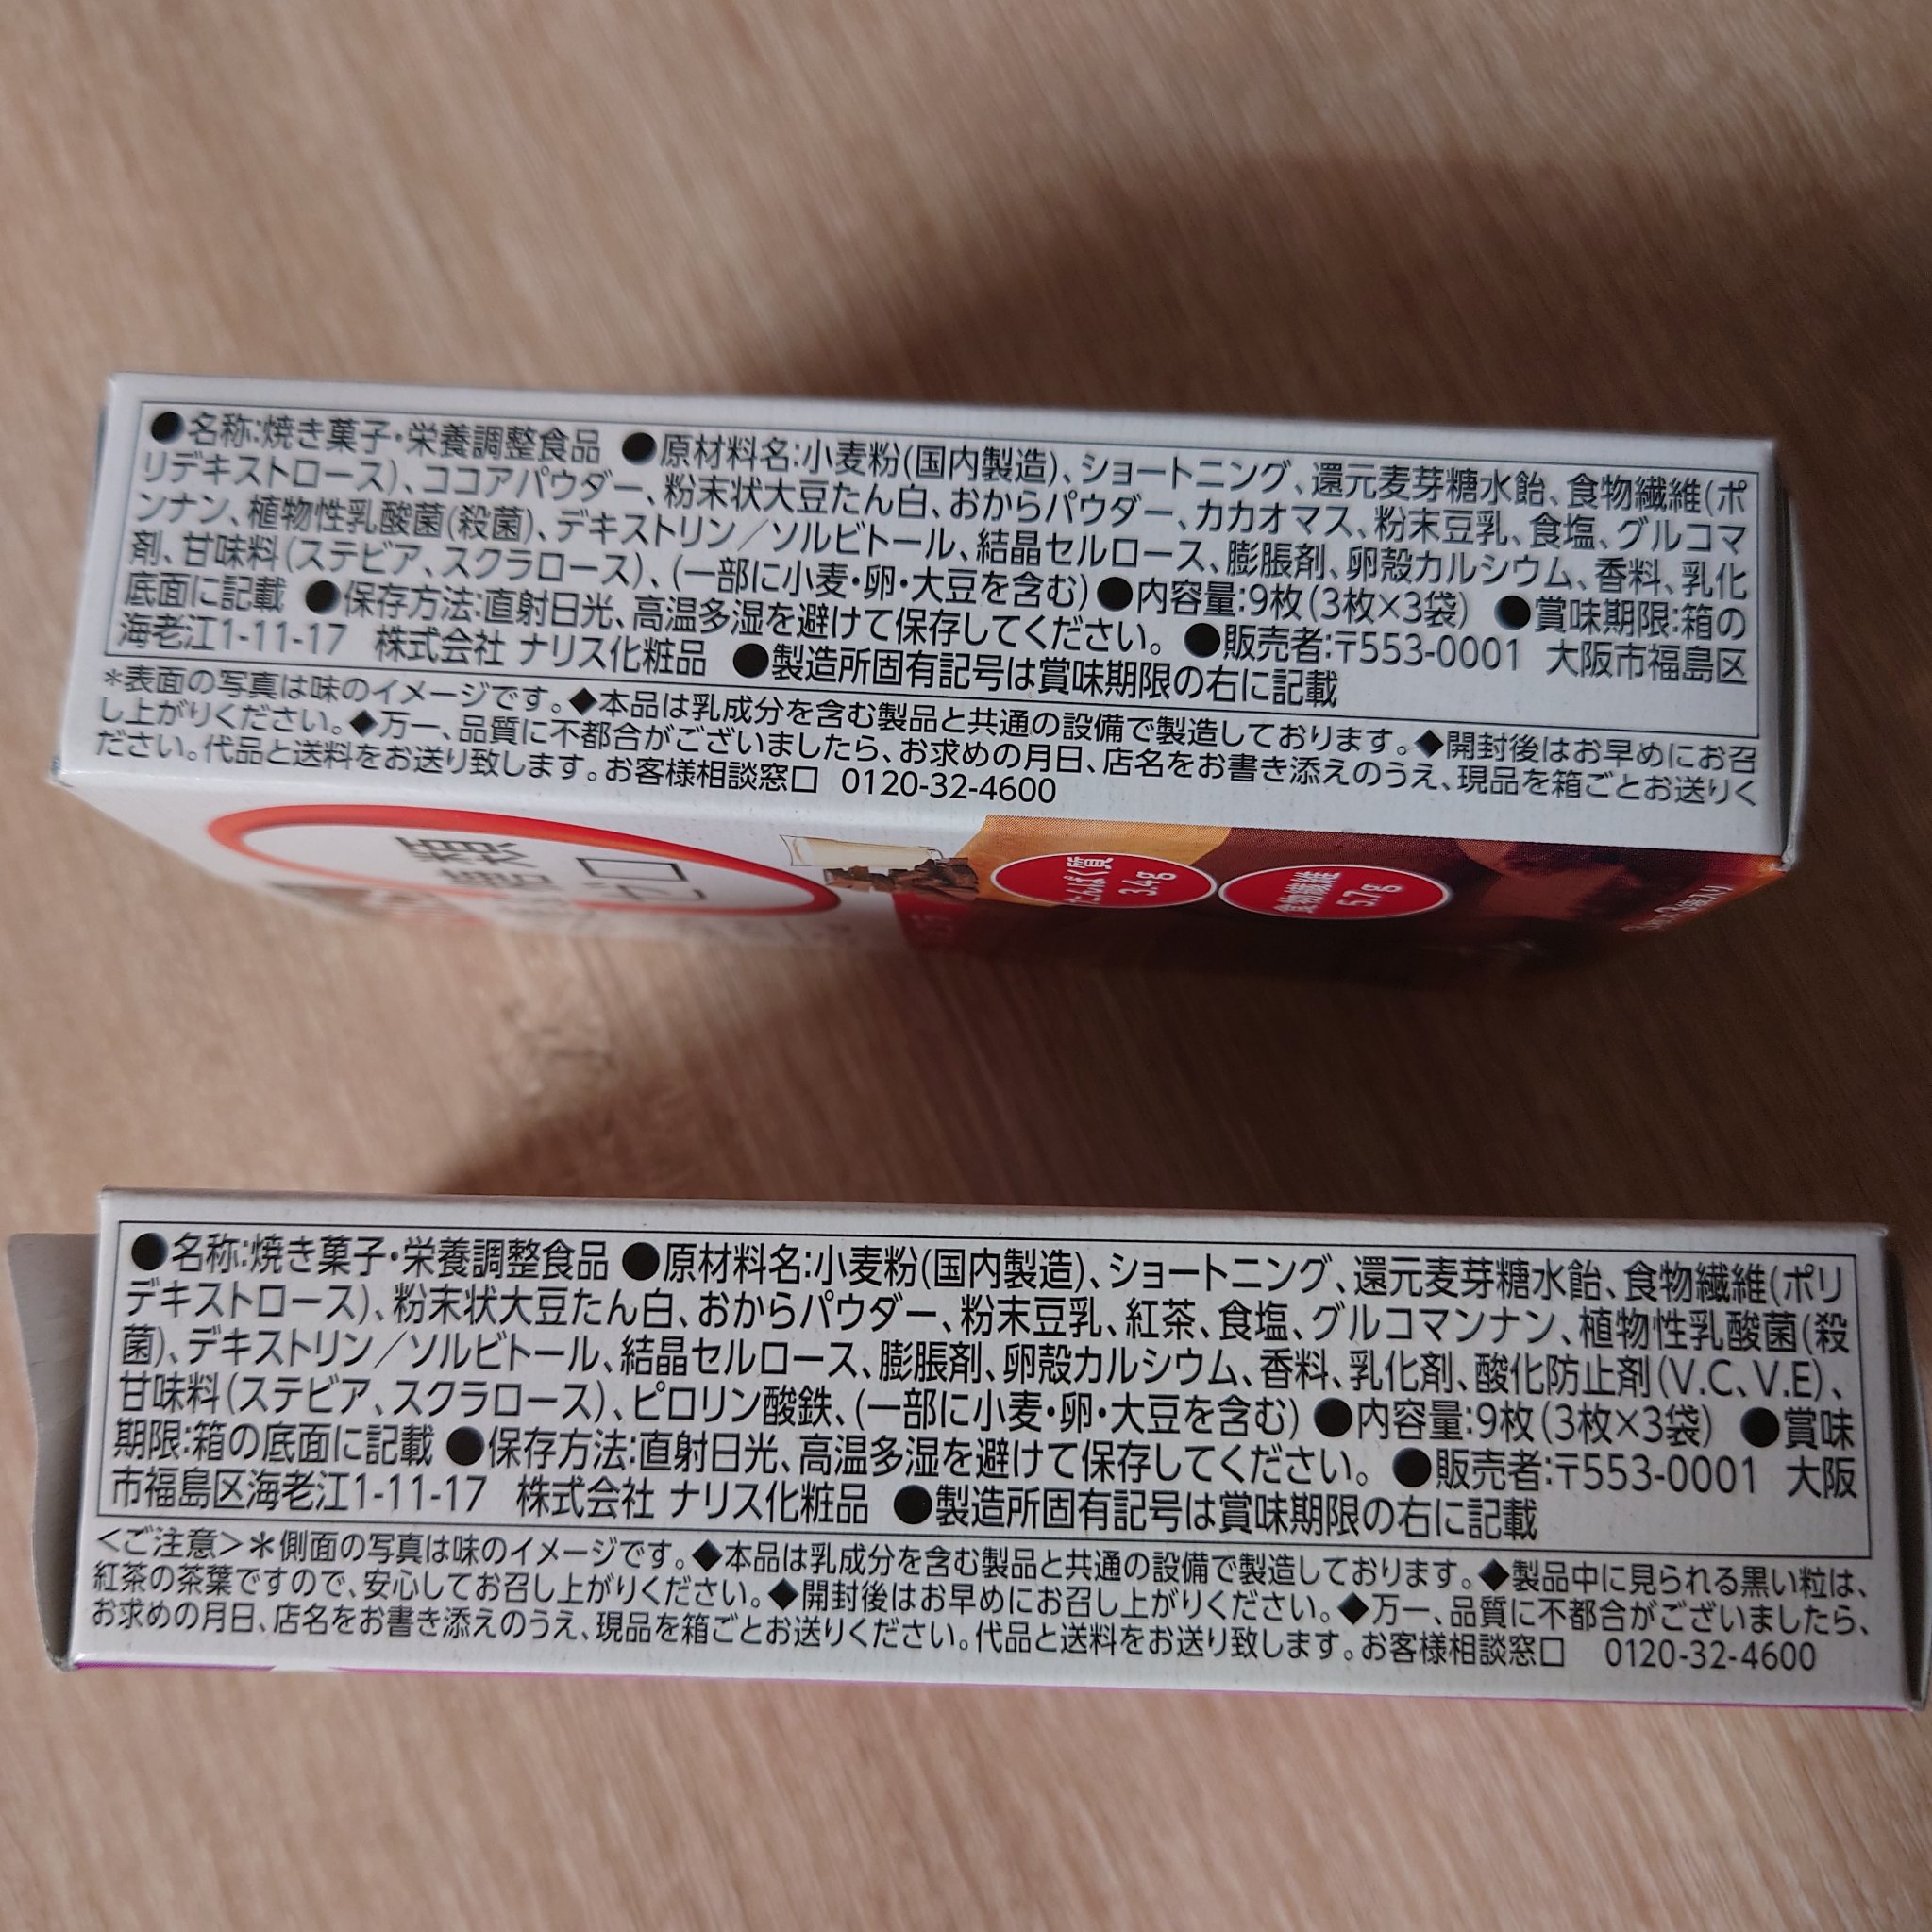 ●名称:焼き菓子・栄養調整食品 ●原材料名:小麦粉(国内製造)、ショートニング、還元麦芽糖水飴、食物繊維(ポ
リデキストロース)、ココアパウダー、粉末状大豆たん白、おからパウダー、カカオマス、粉末豆乳、食塩、グルコマ
ンナン、植物性乳酸菌(殺菌)、デキストリン／ソルビトール、結晶セルロース、膨脹剤、卵殻カルシウム、香料、乳化
剤、甘味料(ステビア、スクラロース)、(一部に小麦・卵・大豆を含む)●内容量:9枚(3枚×3袋) ●賞味期限:箱の
底面に記載 ●保存方法:直射日光、高温多湿を避けて保存してください。 ●販売者:〒553-0001 大阪市福島区
海老江1-11-17 株式会社 ナリス化粧品 ●製造所固有記号は賞味期限の右に記載
＊表面の写真は味のイメージです。◆本品は乳成分を含む製品と共通の設備で製造しております。◆開封後はお早めにお召
し上がりください。◆万一、品質に不都合がございましたら、お求めの月日、店名をお書き添えのうえ、現品を箱ごとお送りく
ださい。代品と送料をお送り致します。お客様相談窓口 0120-32-4600
たんぱく質
3.4g
食物繊維
5.7g
●名称:焼き菓子・栄養調整食品 ●原材料名:小麦粉(国内製造)、ショートニング、還元麦芽糖水飴、食物繊維(ポリ
デキストロース)、粉末状大豆たん白、おからパウダー、粉末豆乳、紅茶、食塩、グルコマンナン、植物性乳酸菌(殺
菌)、デキストリン／ソルビトール、結晶セルロース、膨脹剤、卵殻カルシウム、香料、乳化剤、酸化防止剤(V.C、V.E)、
甘味料(ステビア、スクラロース)、ピロリン酸鉄、(一部に小麦・卵・大豆を含む) ●内容量:9枚(3枚×3袋) ●賞味
期限:箱の底面に記載 ●保存方法:直射日光、高温多湿を避けて保存してください。 ●販売者:〒553-0001 大阪
市福島区海老江1-11-17 株式会社 ナリス化粧品 ●製造所固有記号は賞味期限の右に記載
＜ご注意＞＊側面の写真は味のイメージです。◆本品は乳成分を含む製品と共通の設備で製造しております。◆製品中に見られる黒い粒は、
紅茶の茶葉ですので、安心してお召し上がりください。◆開封後はお早めにお召し上がりください。◆万一、品質に不都合がございましたら、
お求めの月日、店名をお書き添えのうえ、現品を箱ごとお送りください。代品と送料をお送り致します。お客様相談窓口 0120-32-4600